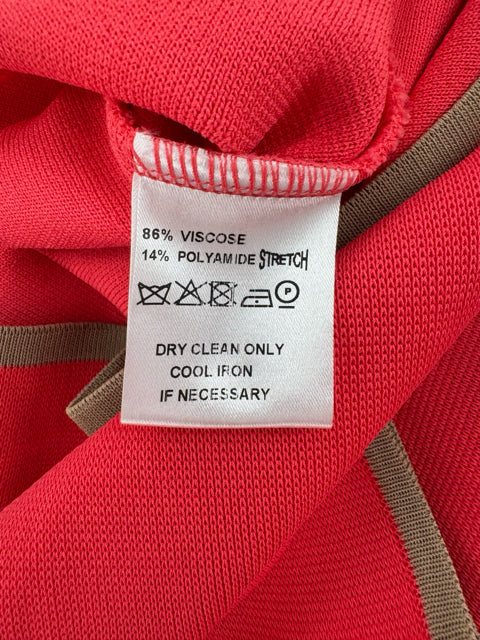 86% VISCOSE
14% POLYAMIDE STRETCH
P
DRY CLEAN ONLY
COOL IRON
IF NECESSARY